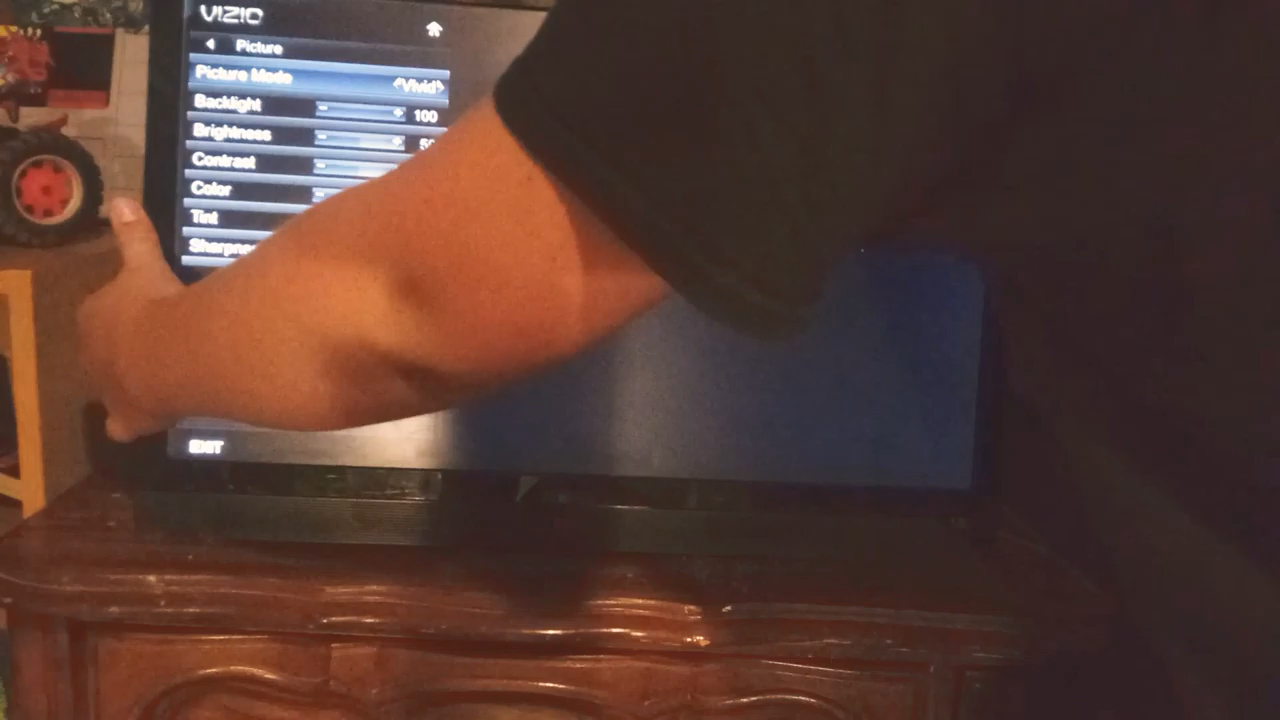 VIZIO
Picture
Picture Mode Vivid
Backlight 100
Brightness
Contrast
Color
Tint
EXIT